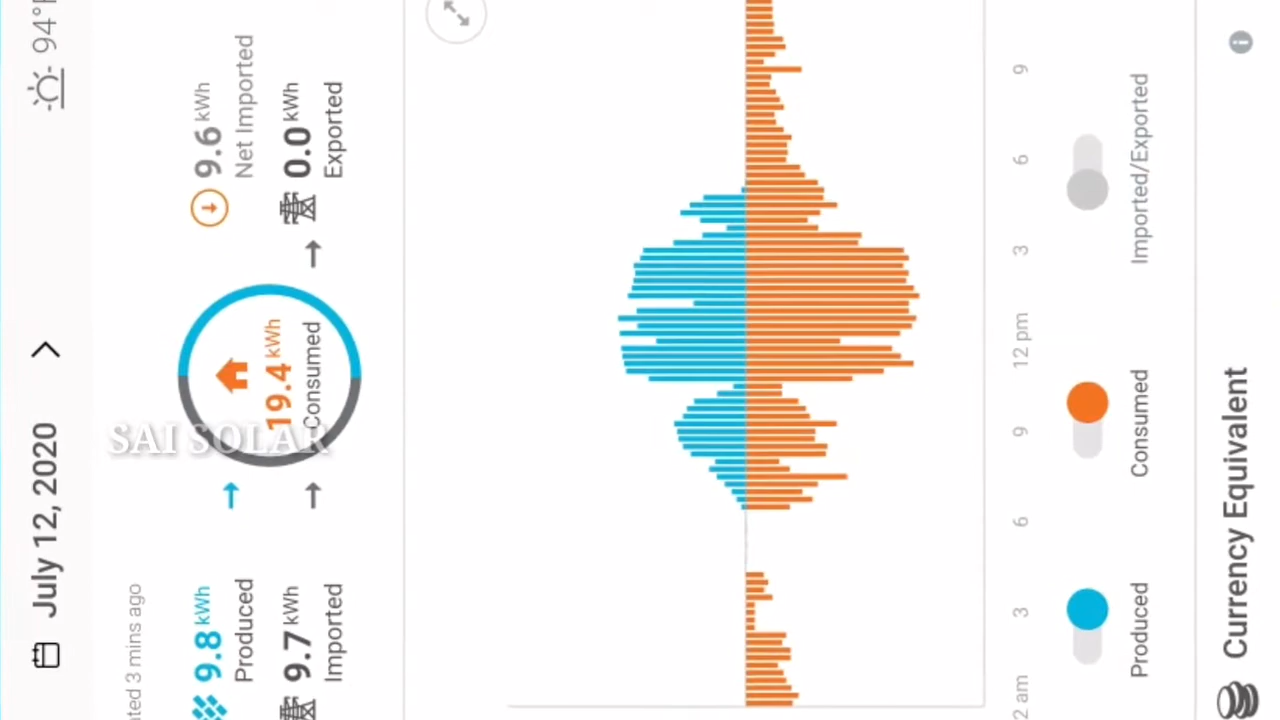 July 12, 2020
94°
ated 3 mins ago
9.8 kWh
Produced
19.4 kWh
Consumed
9.6 kWh
Net Imported
9.7 kWh
Imported
0.0 kWh
Exported
SAI SOLAR
2 am
3
6
9
12 pm
3
6
9
Produced
Consumed
Imported/Exported
Currency Equivalent